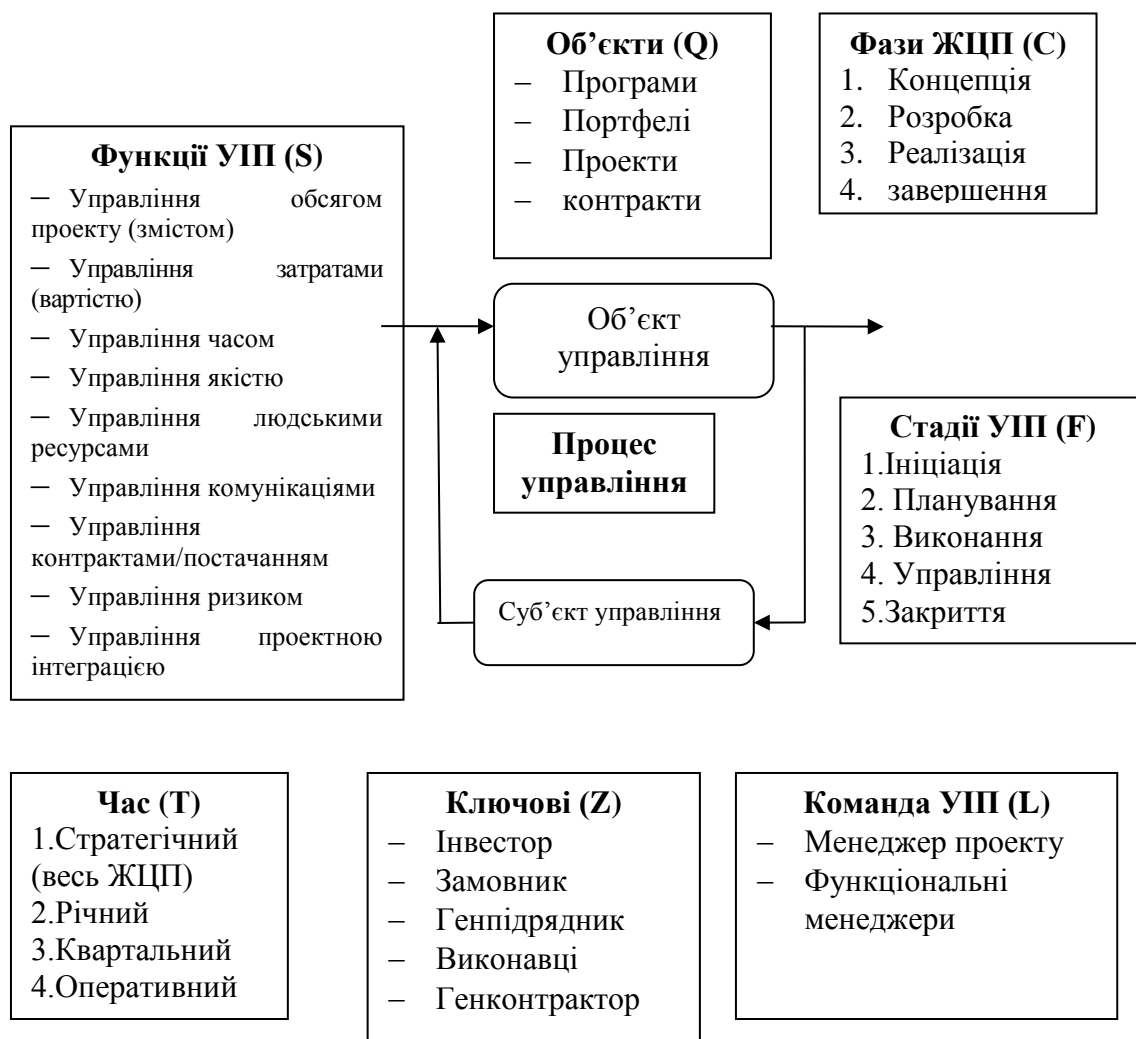 Об’єкти (Q)
– Програми
– Портфелі
– Проекти
– контракти
Фази ЖЦП (С)
1. Концепція
2. Розробка
3. Реалізація
4. завершення
Функції УІП (S)
– Управління обсягом
проекту (змістом)
– Управління затратами
(вартістю)
– Управління часом
– Управління якістю
– Управління людськими
ресурсами
– Управління комунікаціями
– Управління
контрактами/постачанням
– Управління ризиком
– Управління проектною
інтеграцією
Об’єкт
управління
Процес
управління
Суб’єкт управління
Стадії УІП (F)
1.Ініціація
2. Планування
3. Виконання
4. Управління
5.Закриття
Час (Т)
1.Стратегічний
(весь ЖЦП)
2.Річний
3.Квартальний
4.Оперативний
Ключові (Z)
– Інвестор
– Замовник
– Генпідрядник
– Виконавці
– Генконтрактор
Команда УІП (L)
– Менеджер проекту
– Функціональні
менеджери